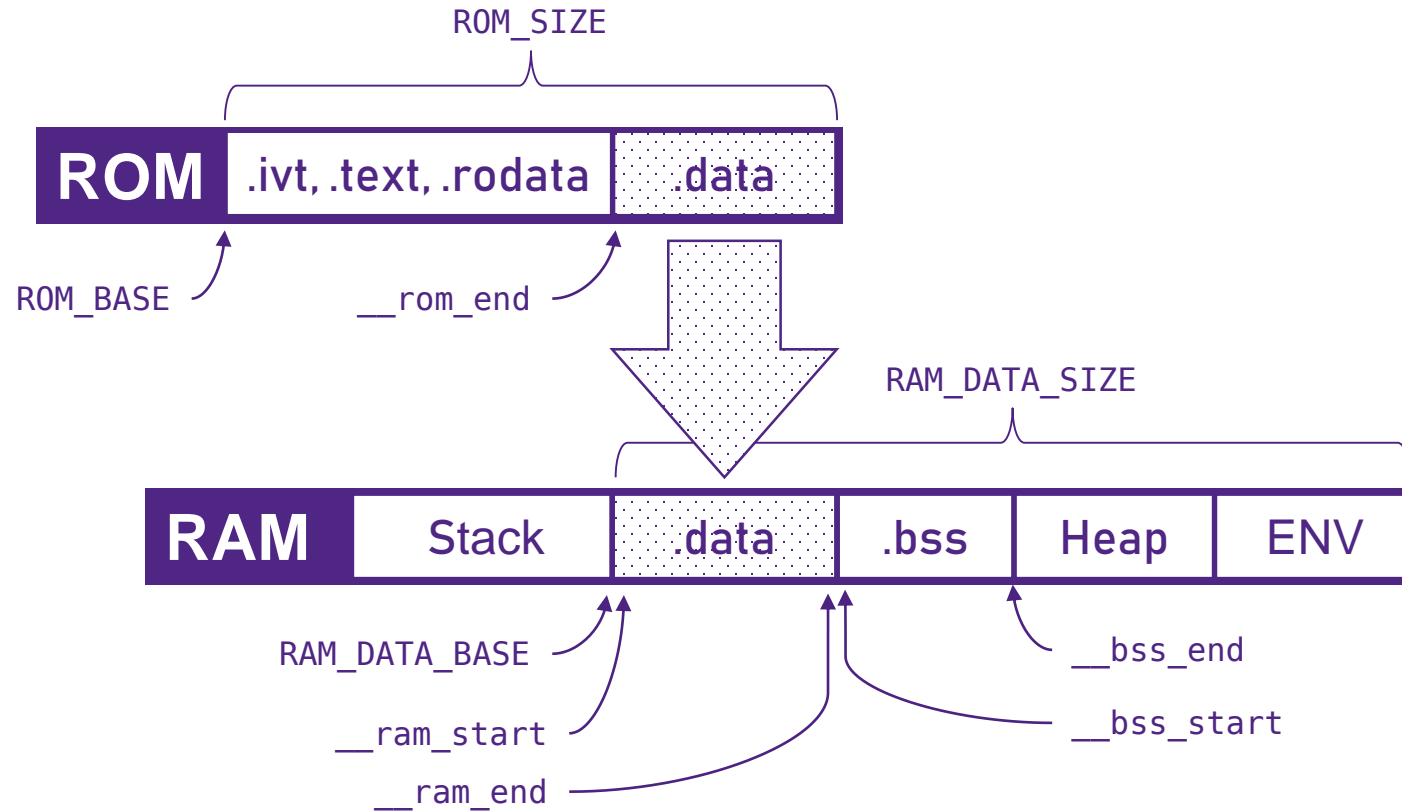 ROM_SIZE
ROM .ivt, .text, .rodata .data
ROM_BASE __rom_end
RAM_DATA_SIZE
RAM Stack .data .bss Heap ENV
RAM_DATA_BASE __bss_end
__ram_start __bss_start
__ram_end